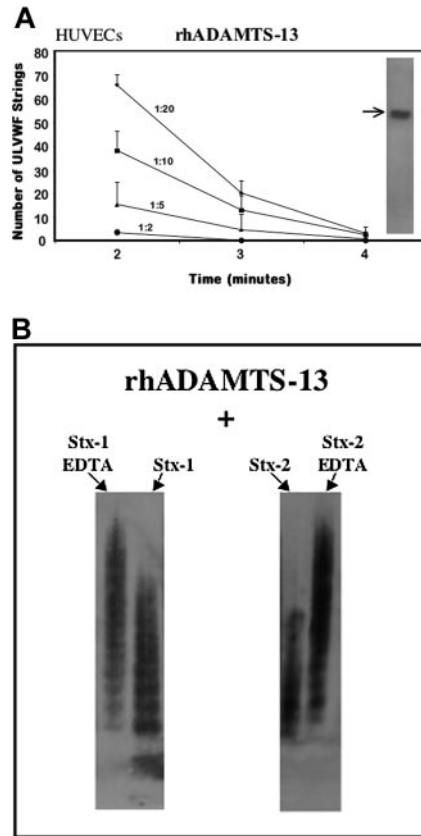 A
HUVECs rhADAMTS-13
Number of ULVWF Strings
80
70
60
50
40
30
20
10
0
1:20
1:10
1:5
1:2
2 3 4
Time (minutes)
B
rhADAMTS-13
+
Stx-1
EDTA
Stx-1
Stx-2
Stx-2
EDTA